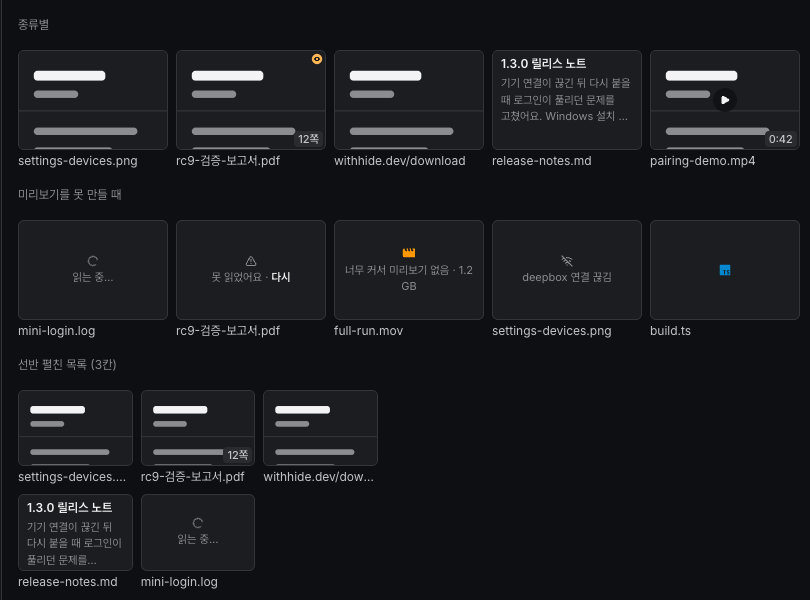 종류별
12쪽
settings-devices.png
rc9-검증-보고서.pdf
withhide.dev/download
1.3.0 릴리스 노트
기기 연결이 끊긴 뒤 다시 붙을
때 로그인이 풀리던 문제를
고쳤어요. Windows 설치 ...
release-notes.md
0:42
pairing-demo.mp4
미리보기를 못 만들 때
읽는 중...
mini-login.log
못 읽었어요 · 다시
rc9-검증-보고서.pdf
너무 커서 미리보기 없음 · 1.2
GB
full-run.mov
deepbox 연결 끊김
settings-devices.png
TS
build.ts
선반 펼친 목록 (3칸)
settings-devices....
12쪽
rc9-검증-보고서.pdf
withhide.dev/dow...
1.3.0 릴리스 노트
기기 연결이 끊긴 뒤
다시 붙을 때 로그인이
풀리던 문제를...
release-notes.md
읽는 중...
mini-login.log